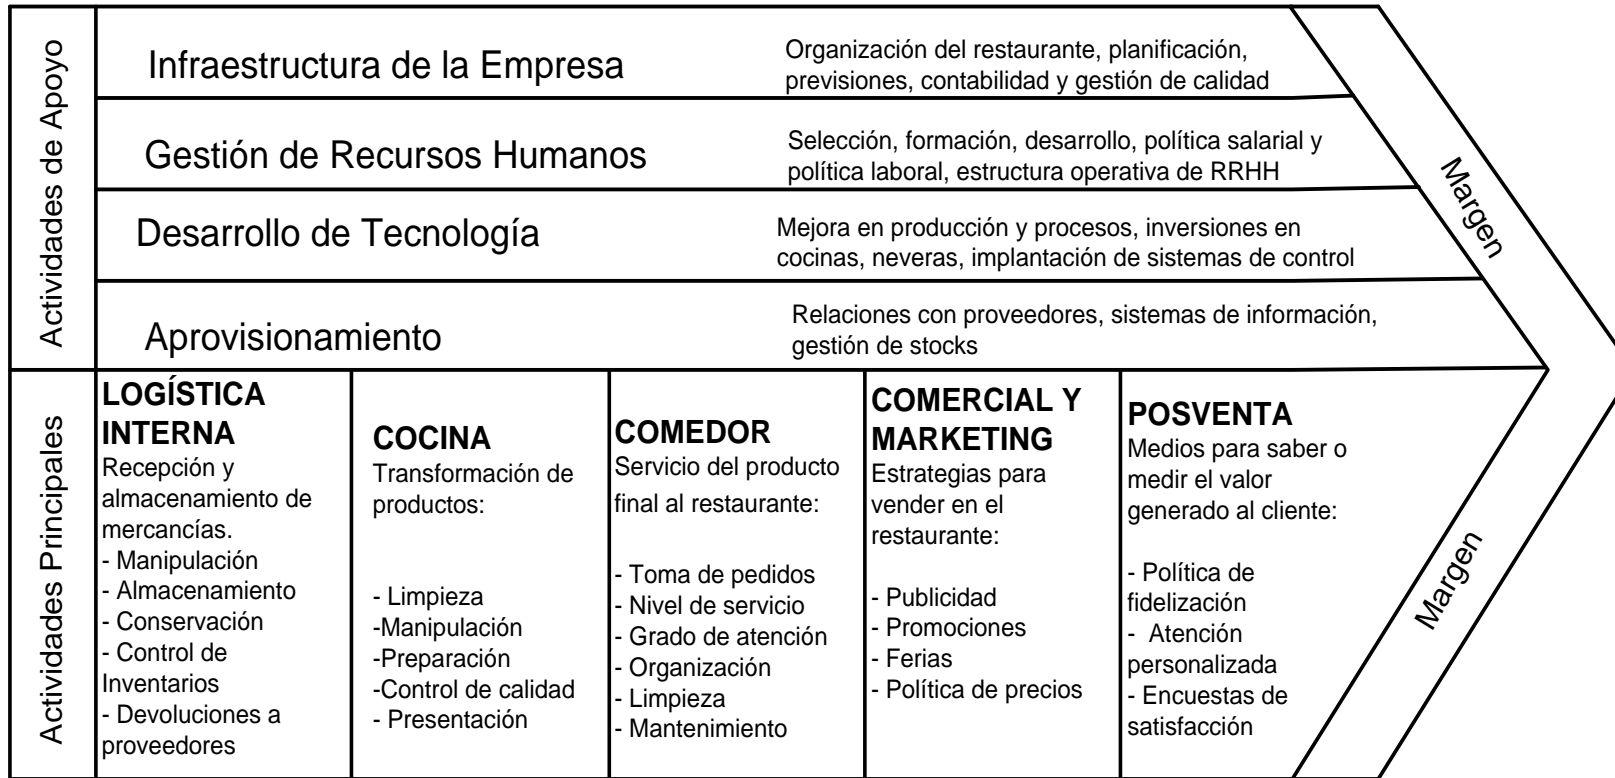 Actividades de Apoyo
Infraestructura de la Empresa
Organización del restaurante, planificación,
previsiones, contabilidad y gestión de calidad
Gestión de Recursos Humanos
Selección, formación, desarrollo, política salarial y
política laboral, estructura operativa de RRHH
Desarrollo de Tecnología
Mejora en producción y procesos, inversiones en
cocinas, neveras, implantación de sistemas de control
Aprovisionamiento
Relaciones con proveedores, sistemas de información,
gestión de stocks
Margen
Actividades Principales
LOGÍSTICA
INTERNA
Recepción y
almacenamiento de
mercancías.
- Manipulación
- Almacenamiento
- Conservación
- Control de
Inventarios
- Devoluciones a
proveedores
COCINA
Transformación de
productos:
- Limpieza
-Manipulación
-Preparación
-Control de calidad
- Presentación
COMEDOR
Servicio del producto
final al restaurante:
- Toma de pedidos
- Nivel de servicio
- Grado de atención
- Organización
- Limpieza
- Mantenimiento
COMERCIAL Y
MARKETING
Estrategias para
vender en el
restaurante:
- Publicidad
- Promociones
- Ferias
- Política de precios
POSVENTA
Medios para saber o
medir el valor
generado al cliente:
- Política de
fidelización
- Atención
personalizada
- Encuestas de
satisfacción
Margen